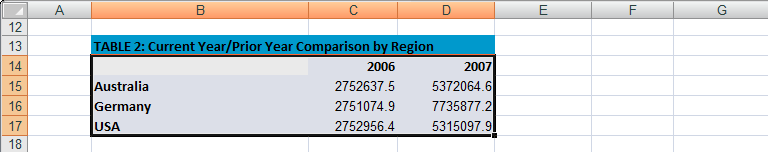 A B C D E F G
12
13 TABLE 2: Current Year/Prior Year Comparison by Region
14 2006 2007
15 Australia 2752637.5 5372064.6
16 Germany 2751074.9 7735877.2
17 USA 2752956.4 5315097.9
18